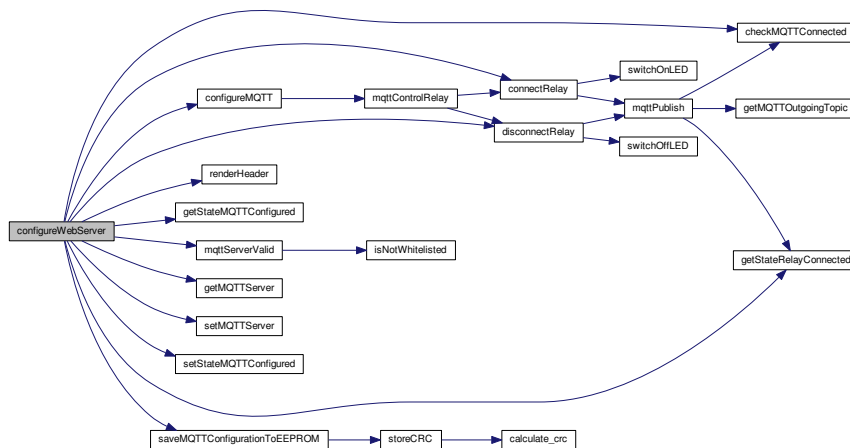 checkMQTTConnected
switchOnLED
connectRelay
configureMQTT
mqttControlRelay
mqttPublish
getMQTTOutgoingTopic
disconnectRelay
switchOffLED
renderHeader
getStateMQTTConfigured
configureWebServer
mqttServerValid
isNotWhitelisted
getStateRelayConnected
getMQTTServer
setMQTTServer
setStateMQTTConfigured
saveMQTTConfigurationToEEPROM
storeCRC
calculate_crc